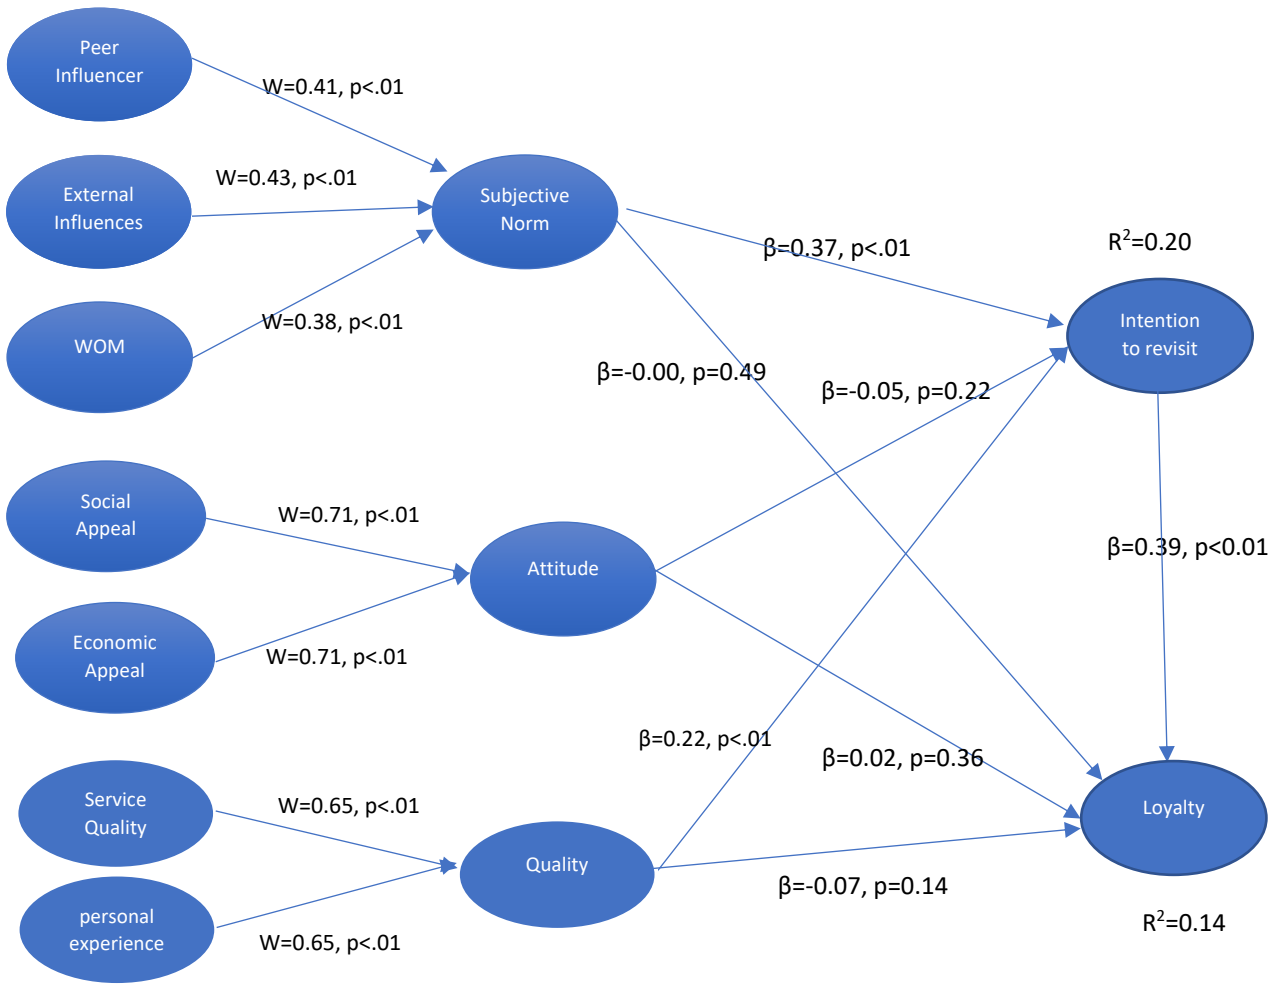 Peer
Influencer
W=0.41, p<.01
External
Influences
W=0.43, p<.01
Subjective
Norm
WOM
W=0.38, p<.01
β=0.37, p<.01
R²=0.20
Intention
to revisit
β=-0.00, p=0.49
β=-0.05, p=0.22
Social
Appeal
W=0.71, p<.01
Attitude
β=0.39, p<0.01
Economic
Appeal
W=0.71, p<.01
β=0.22, p<.01
β=0.02, p=0.36
Service
Quality
W=0.65, p<.01
Loyalty
Quality
β=-0.07, p=0.14
personal
experience
W=0.65, p<.01
R²=0.14